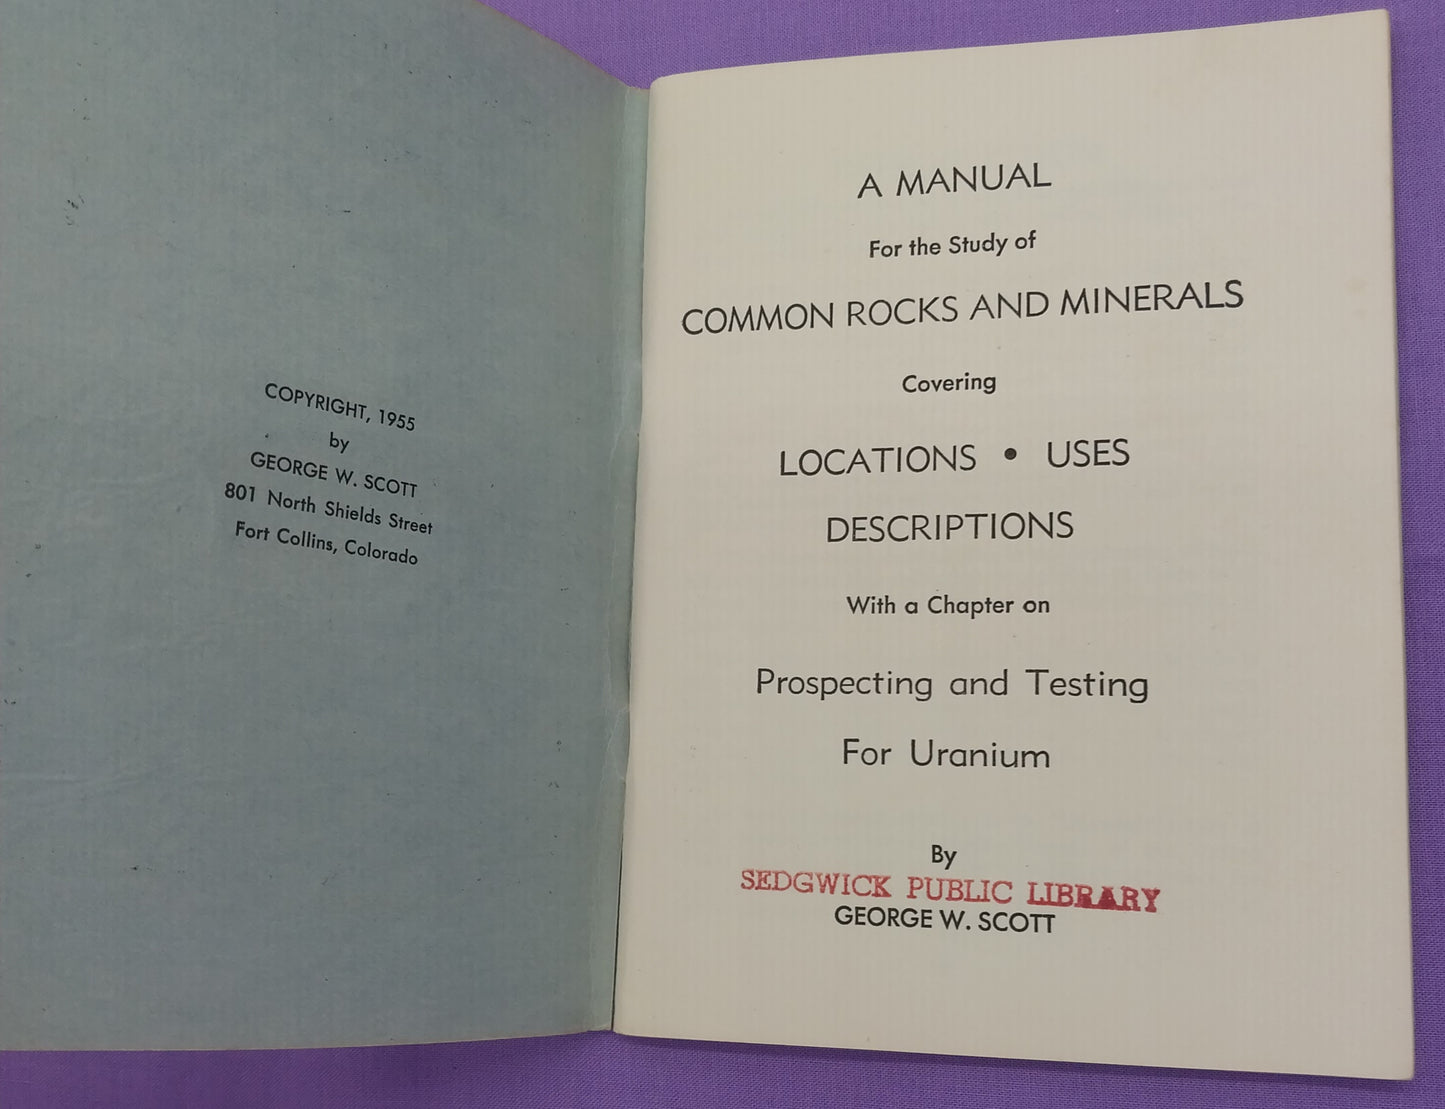 COPYRIGHT, 1955
by
GEORGE W. SCOTT
801 North Shields Street
Fort Collins, Colorado
A MANUAL
For the Study of
COMMON ROCKS AND MINERALS
Covering
LOCATIONS • USES
DESCRIPTIONS
With a Chapter on
Prospecting and Testing
For Uranium
By
SEDGWICK PUBLIC LIBRARY
GEORGE W. SCOTT